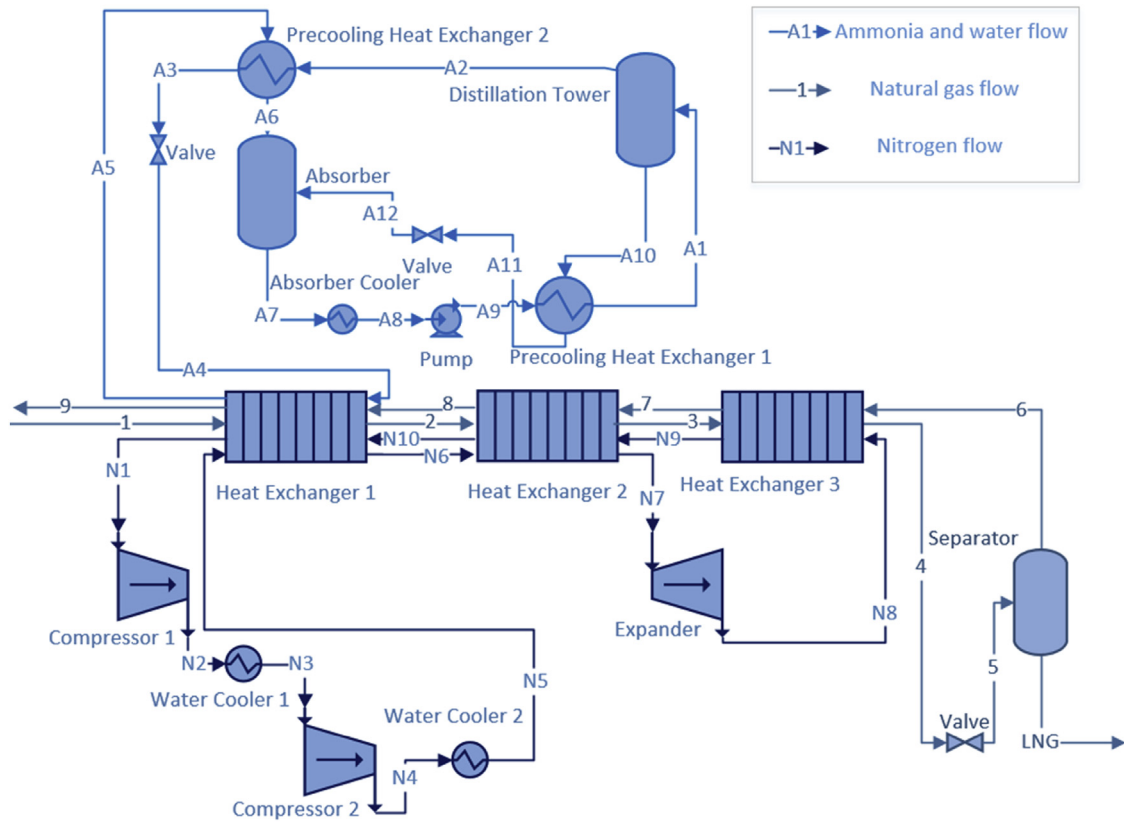 Precooling Heat Exchanger 2
A1 Ammonia and water flow
A3
A2
Distillation Tower
1 Natural gas flow
A6
Valve
N1 Nitrogen flow
A5
Absorber
A12
A11
A10
A1
Valve
Absorber Cooler
A7
A8
A9
Pump
Precooling Heat Exchanger 1
A4
9
8
7
6
1
2
3
N10
N9
N1
N6
Heat Exchanger 1
Heat Exchanger 2
Heat Exchanger 3
N7
Separator
4
Compressor 1
Expander
N8
N2
N3
N5
5
Water Cooler 1
Water Cooler 2
Valve
LNG
N4
Compressor 2